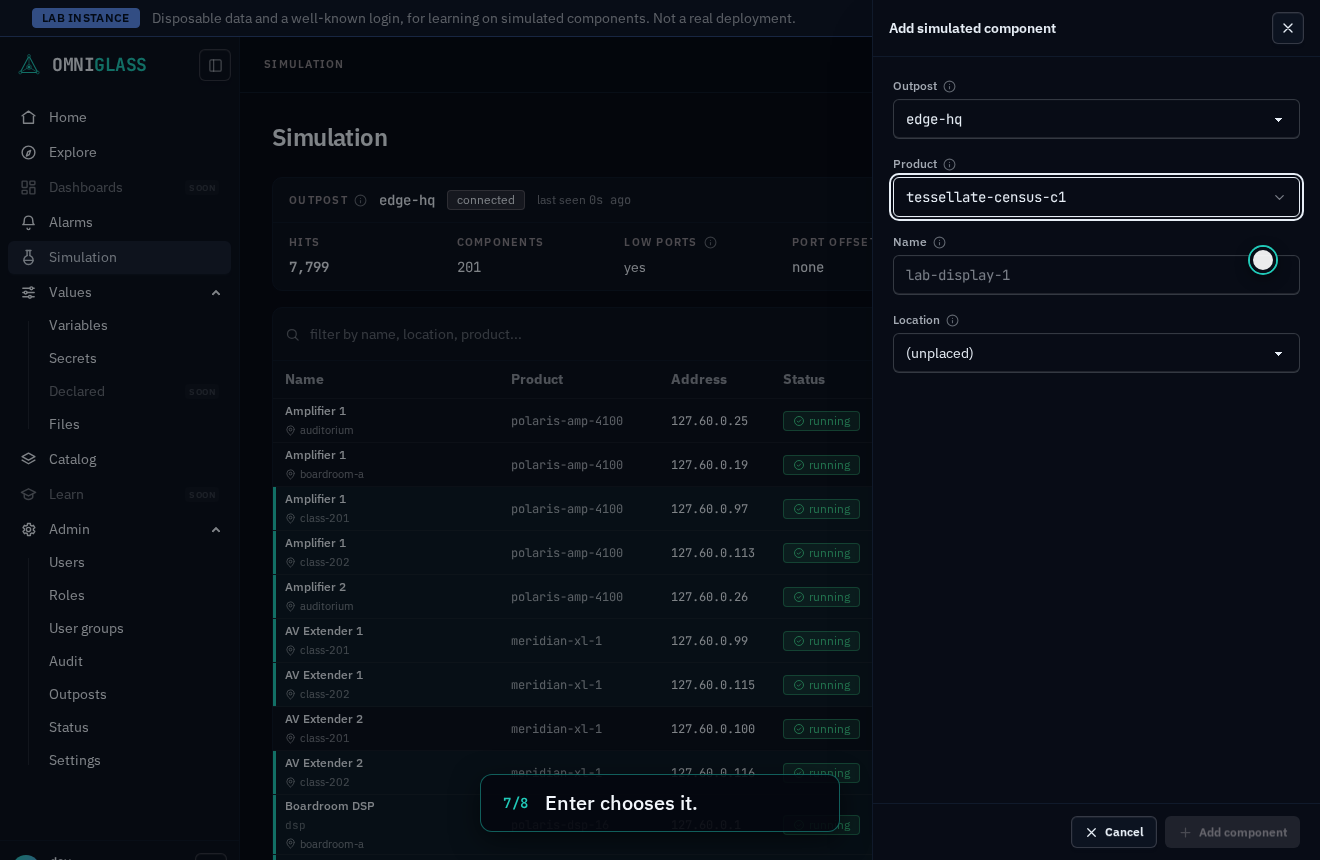 LAB INSTANCE Disposable data and a well-known login, for learning on simulated components. Not a real deployment.
OMNIGLASS
Home
Explore
Dashboards SOON
Alarms
Simulation
Values
Variables
Secrets
Declared SOON
Files
Catalog
Learn SOON
Admin
Users
Roles
User groups
Audit
Outposts
Status
Settings
SIMULATION
Simulation
OUTPOST edge-hq connected last seen 0s ago
HITS COMPONENTS LOW PORTS PORT OFFSET
7,799 201 yes none
filter by name, location, product...
Name Product Address Status
Amplifier 1
auditorium
polaris-amp-4100 127.60.0.25 running
Amplifier 1
boardroom-a
polaris-amp-4100 127.60.0.19 running
Amplifier 1
class-201
polaris-amp-4100 127.60.0.97 running
Amplifier 1
class-202
polaris-amp-4100 127.60.0.113 running
Amplifier 2
auditorium
polaris-amp-4100 127.60.0.26 running
AV Extender 1
class-201
meridian-xl-1 127.60.0.99 running
AV Extender 1
class-202
meridian-xl-1 127.60.0.115 running
AV Extender 2
class-201
meridian-xl-1 127.60.0.100 running
AV Extender 2
class-202
meridian-xl-1 127.60.0.116 running
Boardroom DSP
dsp
boardroom-a
7/8 Enter chooses it.
Add simulated component
Outpost
edge-hq
Product
tessellate-census-c1
Name
lab-display-1
Location
(unplaced)
Cancel Add component